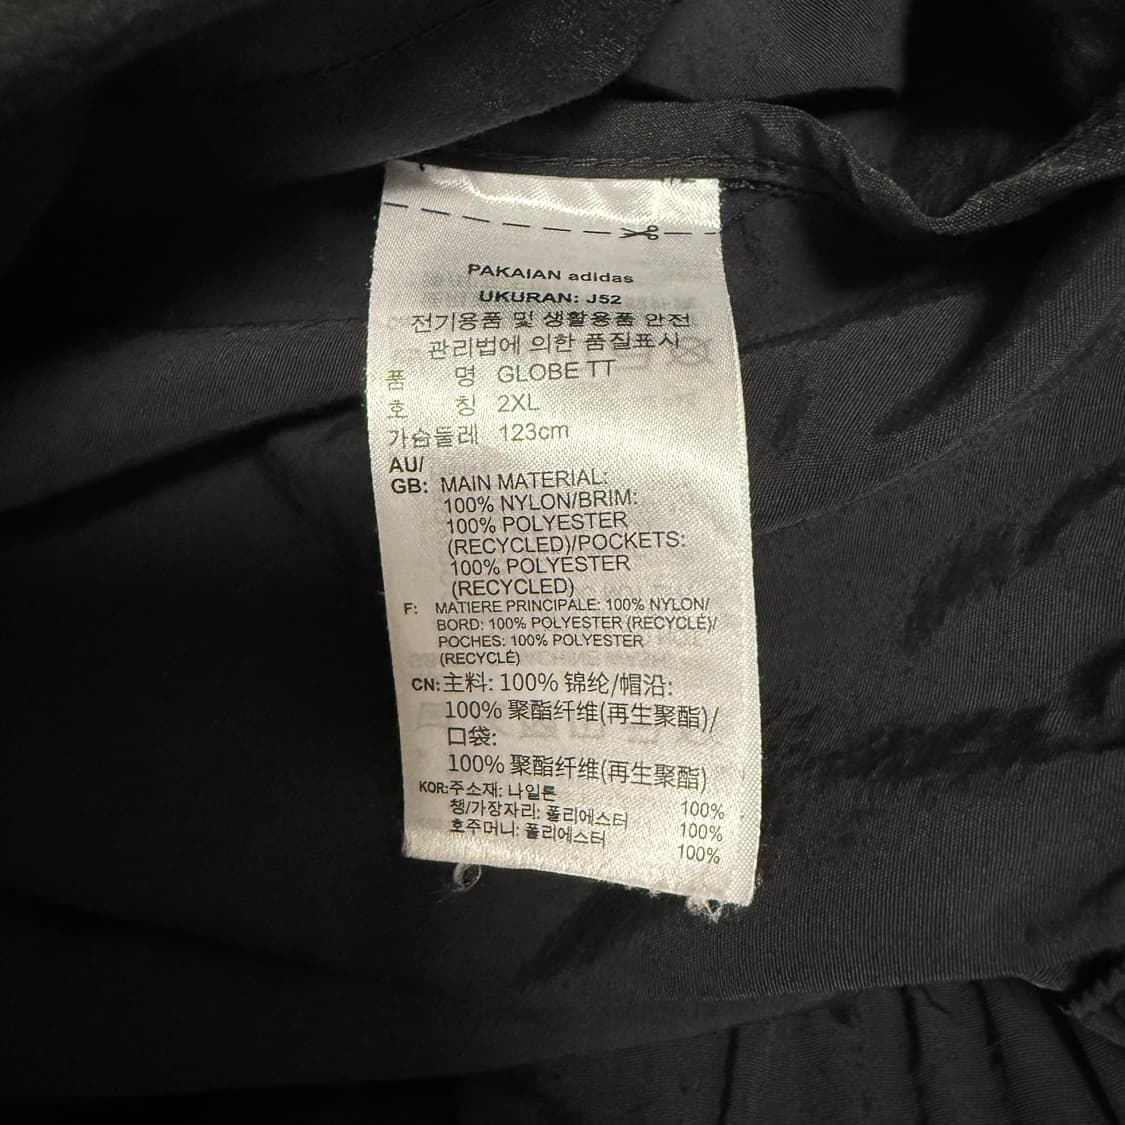 PAKAIAN adidas
UKURAN: J52
전기용품 및 생활용품 안전
관리법에 의한 품질표시
품 명 GLOBE TT
호 칭 2XL
가슴둘레 123cm
AU/
GB: MAIN MATERIAL:
100% NYLON/BRIM:
100% POLYESTER
(RECYCLED)/POCKETS:
100% POLYESTER
(RECYCLED)
F: MATIERE PRINCIPALE: 100% NYLON/
BORD: 100% POLYESTER (RECYCLÉ)/
POCHES: 100% POLYESTER
(RECYCLÉ)
CN:主料: 100% 锦纶/帽沿:
100% 聚酯纤维(再生聚酯)/
口袋:
100% 聚酯纤维(再生聚酯)
KOR:주소재: 나일론 100%
챙/가장자리: 폴리에스터 100%
호주머니: 폴리에스터 100%